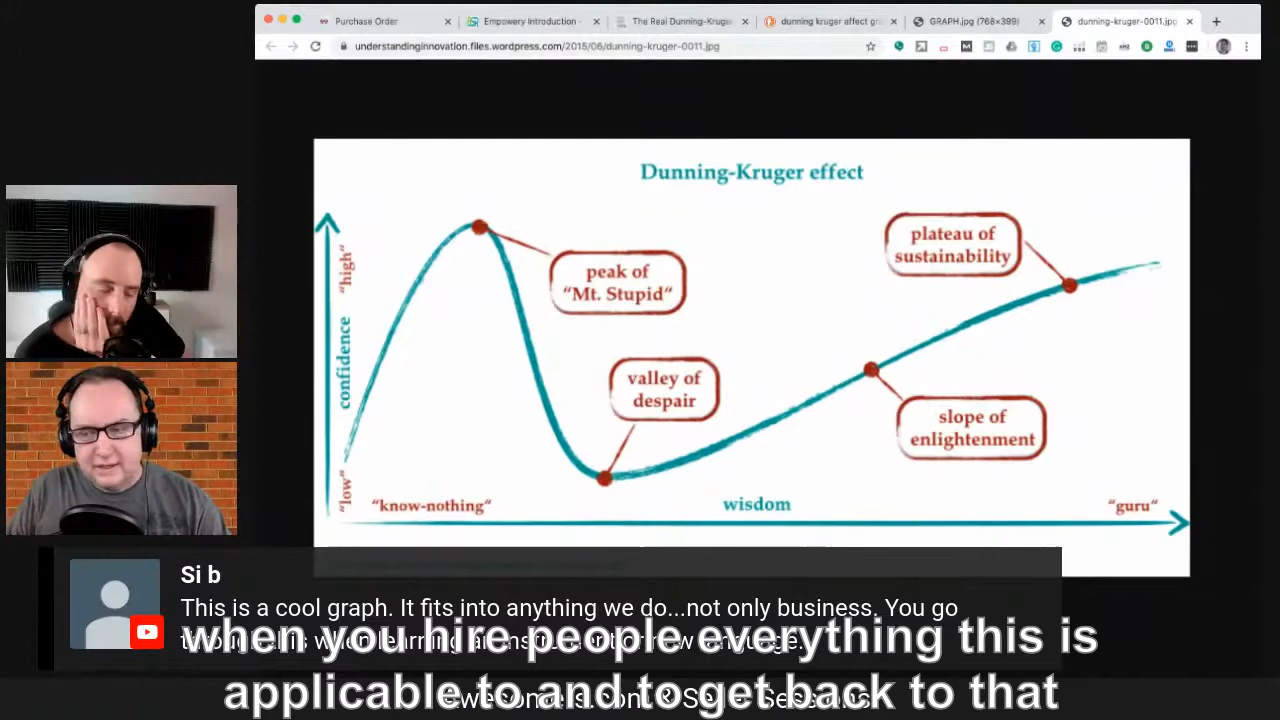 Purchase Order
Empowery Introduction -
The Real Dunning-Kruge
dunning kruger effect gra
GRAPH.jpg (768×399)
dunning-kruger-0011.jpg
understandinginnovation.files.wordpress.com/2015/06/dunning-kruger-0011.jpg
Dunning-Kruger effect
plateau of
sustainability
peak of
"Mt. Stupid"
"high"
confidence
"low"
valley of
despair
slope of
enlightenment
"know-nothing"
wisdom
"guru"
Si b
This is a cool graph. It fits into anything we do...not only business. You go
when you hire people everything this is
applicable to and to get back to that